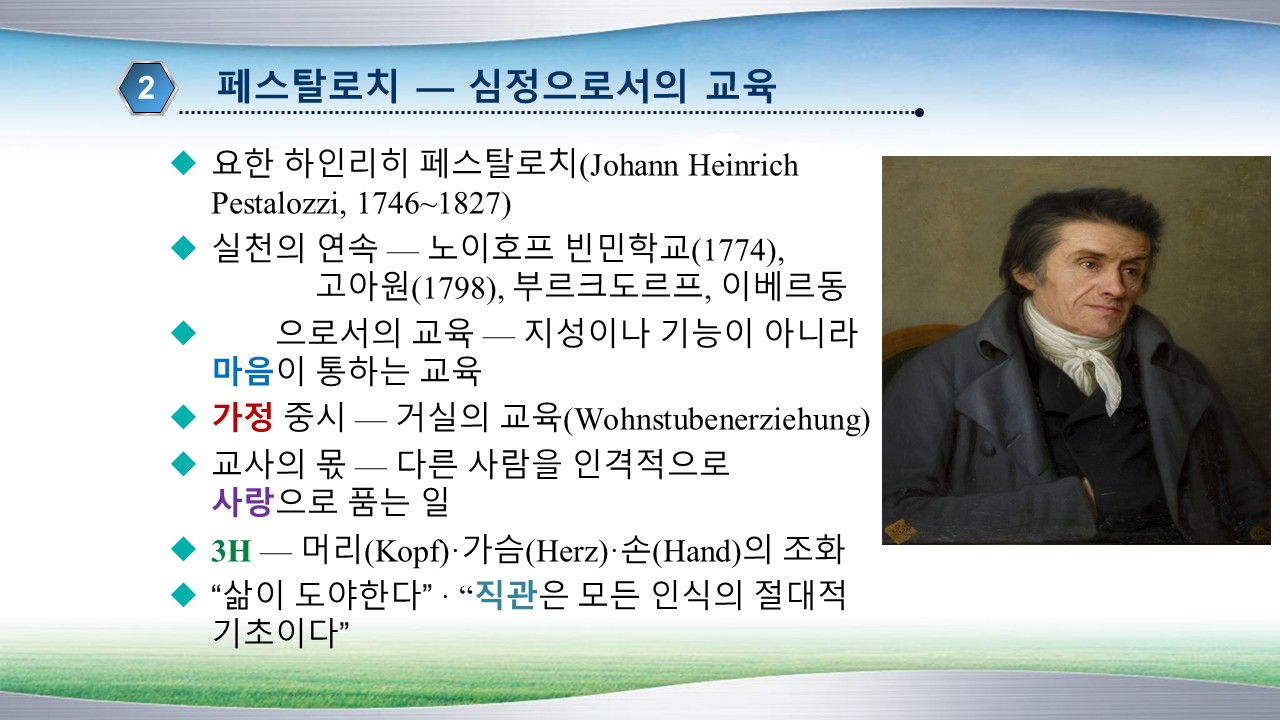 2
페스탈로치 — 심정으로서의 교육
요한 하인리히 페스탈로치(Johann Heinrich
Pestalozzi, 1746~1827)
실천의 연속 — 노이호프 빈민학교(1774),
고아원(1798), 부르크도르프, 이베르동
으로서의 교육 — 지성이나 기능이 아니라
마음이 통하는 교육
가정 중시 — 거실의 교육(Wohnstubenerziehung)
교사의 몫 — 다른 사람을 인격적으로
사랑으로 품는 일
3H — 머리(Kopf)·가슴(Herz)·손(Hand)의 조화
“삶이 도야한다” · “직관은 모든 인식의 절대적
기초이다”